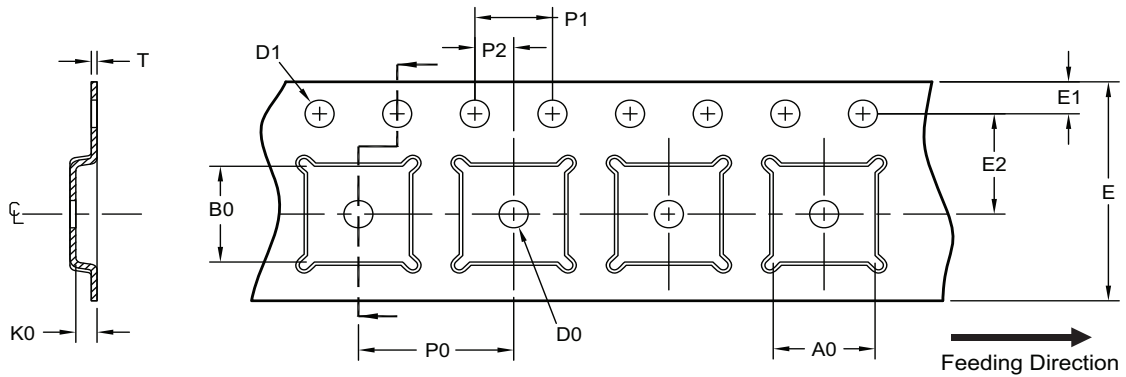 P1
P2
T
D1
E1
E2
B0
E
℄
K0
P0
D0
A0
Feeding Direction